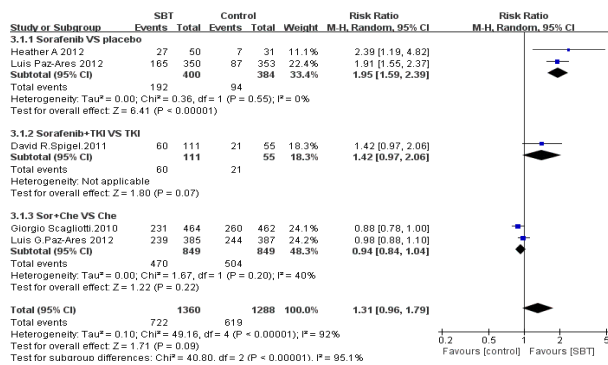 SBT Control Risk Ratio Risk Ratio
Study or Subgroup Events Total Events Total Weight M-H, Random, 95% CI M-H, Random, 95% CI
3.1.1 Sorafenib VS placebo
Heather A 2012 27 50 7 31 11.1% 2.39 [1.19, 4.82]
Luis Paz-Ares 2012 165 350 87 353 22.4% 1.91 [1.55, 2.37]
Subtotal (95% CI) 400 384 33.4% 1.95 [1.59, 2.39]
Total events 192 94
Heterogeneity: Tau² = 0.00; Chi² = 0.36, df = 1 (P = 0.55); I² = 0%
Test for overall effect: Z = 6.41 (P < 0.00001)
3.1.2 Sorafenib+TKI VS TKI
David R.Spigel.2011 60 111 21 55 18.3% 1.42 [0.97, 2.06]
Subtotal (95% CI) 111 55 18.3% 1.42 [0.97, 2.06]
Total events 60 21
Heterogeneity: Not applicable
Test for overall effect: Z = 1.80 (P = 0.07)
3.1.3 Sor+Che VS Che
Giorgio Scagliotti.2010 231 464 260 462 24.1% 0.88 [0.78, 1.00]
Luis G.Paz-Ares 2012 239 385 244 387 24.2% 0.98 [0.88, 1.10]
Subtotal (95% CI) 849 849 48.3% 0.94 [0.84, 1.04]
Total events 470 504
Heterogeneity: Tau² = 0.00; Chi² = 1.67, df = 1 (P = 0.20); I² = 40%
Test for overall effect: Z = 1.22 (P = 0.22)
Total (95% CI) 1360 1288 100.0% 1.31 [0.96, 1.79]
Total events 722 619
Heterogeneity: Tau² = 0.10; Chi² = 49.16, df = 4 (P < 0.00001); I² = 92%
Test for overall effect: Z = 1.71 (P = 0.09)
Test for subgroup differences: Chi² = 40.80, df = 2 (P < 0.00001), I² = 95.1%
0.2 0.5 1 2 5
Favours [control] Favours [SBT]